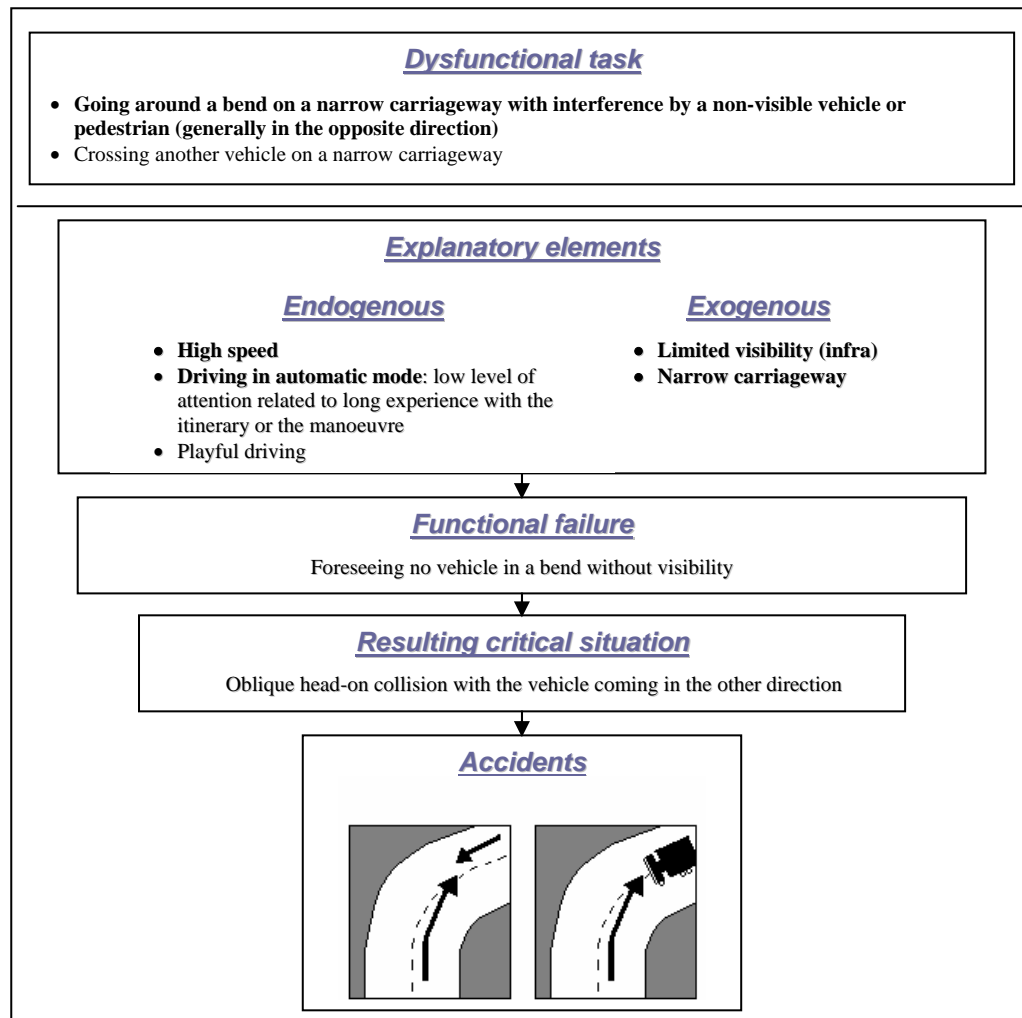 Dysfunctional task
• Going around a bend on a narrow carriageway with interference by a non-visible vehicle or
pedestrian (generally in the opposite direction)
• Crossing another vehicle on a narrow carriageway
Explanatory elements
Endogenous
• High speed
• Driving in automatic mode: low level of
attention related to long experience with the
itinerary or the manoeuvre
• Playful driving
Exogenous
• Limited visibility (infra)
• Narrow carriageway
Functional failure
Foreseeing no vehicle in a bend without visibility
Resulting critical situation
Oblique head-on collision with the vehicle coming in the other direction
Accidents